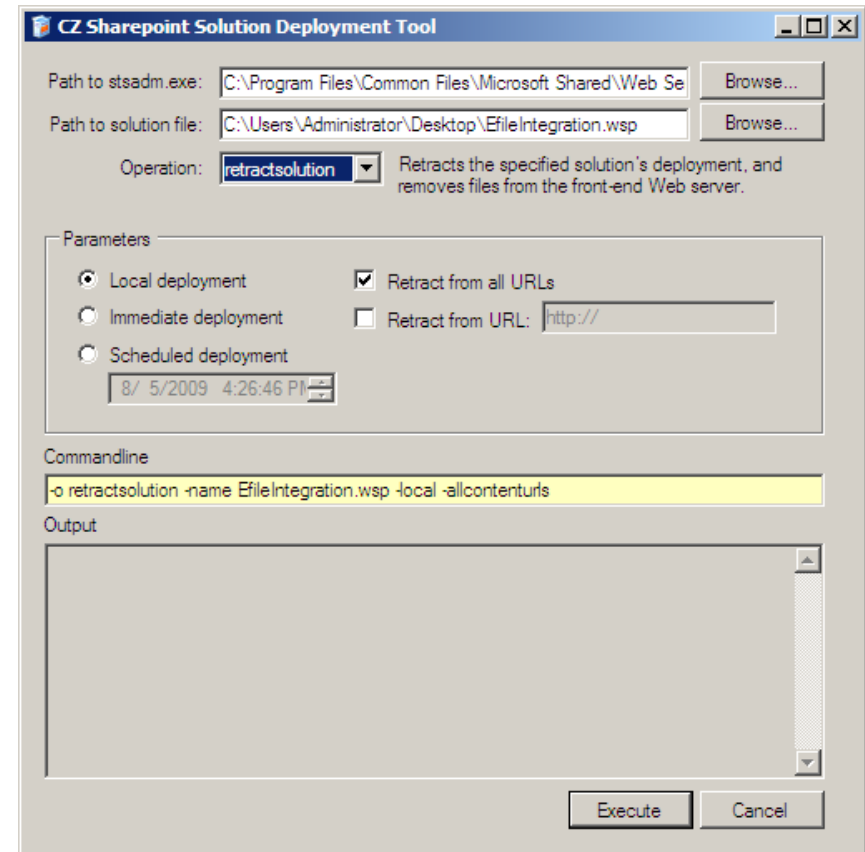 CZ Sharepoint Solution Deployment Tool
Path to stsadm.exe: C:\Program Files\Common Files\Microsoft Shared\Web Se Browse...
Path to solution file: C:\Users\Administrator\Desktop\EfileIntegration.wsp Browse...
Operation: retractsolution Retracts the specified solution's deployment, and
removes files from the front-end Web server.
Parameters
Local deployment Retract from all URLs
Immediate deployment Retract from URL: http://
Scheduled deployment
8/ 5/2009 4:26:46 PM
Commandline
-o retractsolution -name EfileIntegration.wsp -local -allcontenturls
Output
Execute Cancel